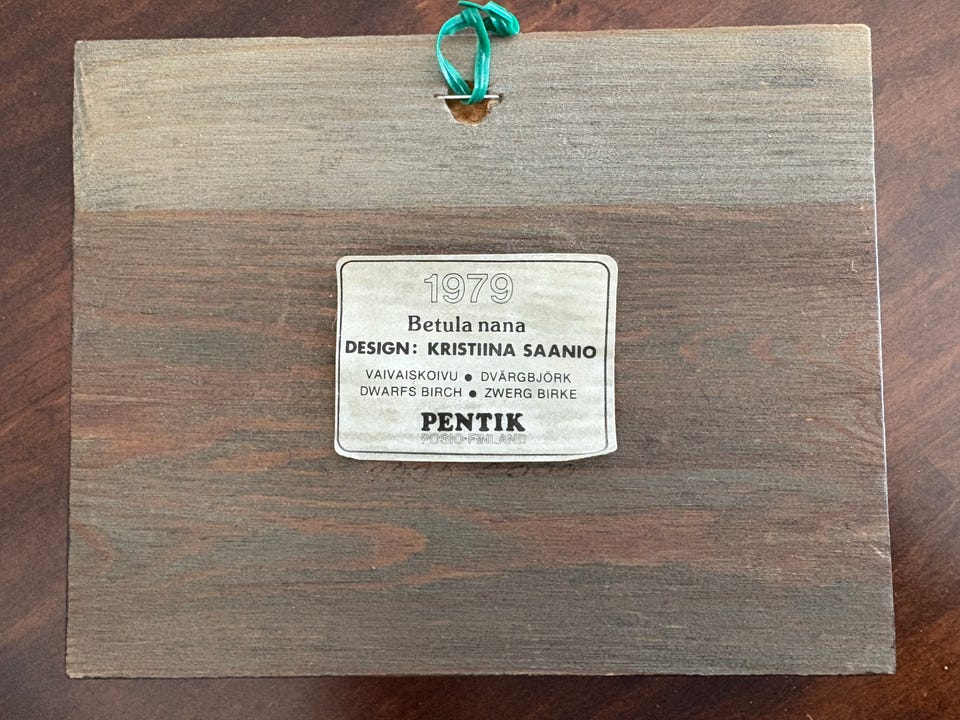 1979
Betula nana
DESIGN: KRISTIINA SAANIO
VAIVAISKOIVU ● DVÄRGBJÖRK
DWARFS BIRCH ● ZWERG BIRKE
PENTIK
POSIO-FINLAND